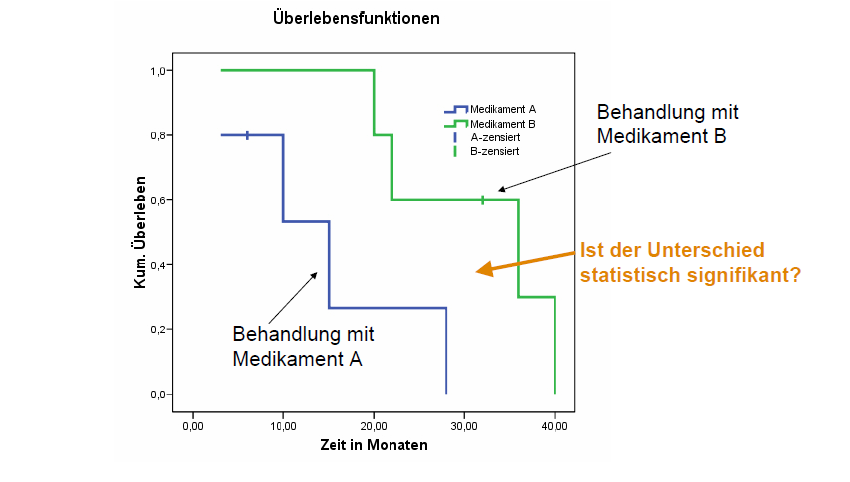 Überlebensfunktionen
Kum. Überleben
1,0
0,8
0,6
0,4
0,2
0,0
Medikament A
Medikament B
A-zensiert
B-zensiert
Behandlung mit
Medikament B
Ist der Unterschied
statistisch signifikant?
Behandlung mit
Medikament A
0,00 10,00 20,00 30,00 40,00
Zeit in Monaten